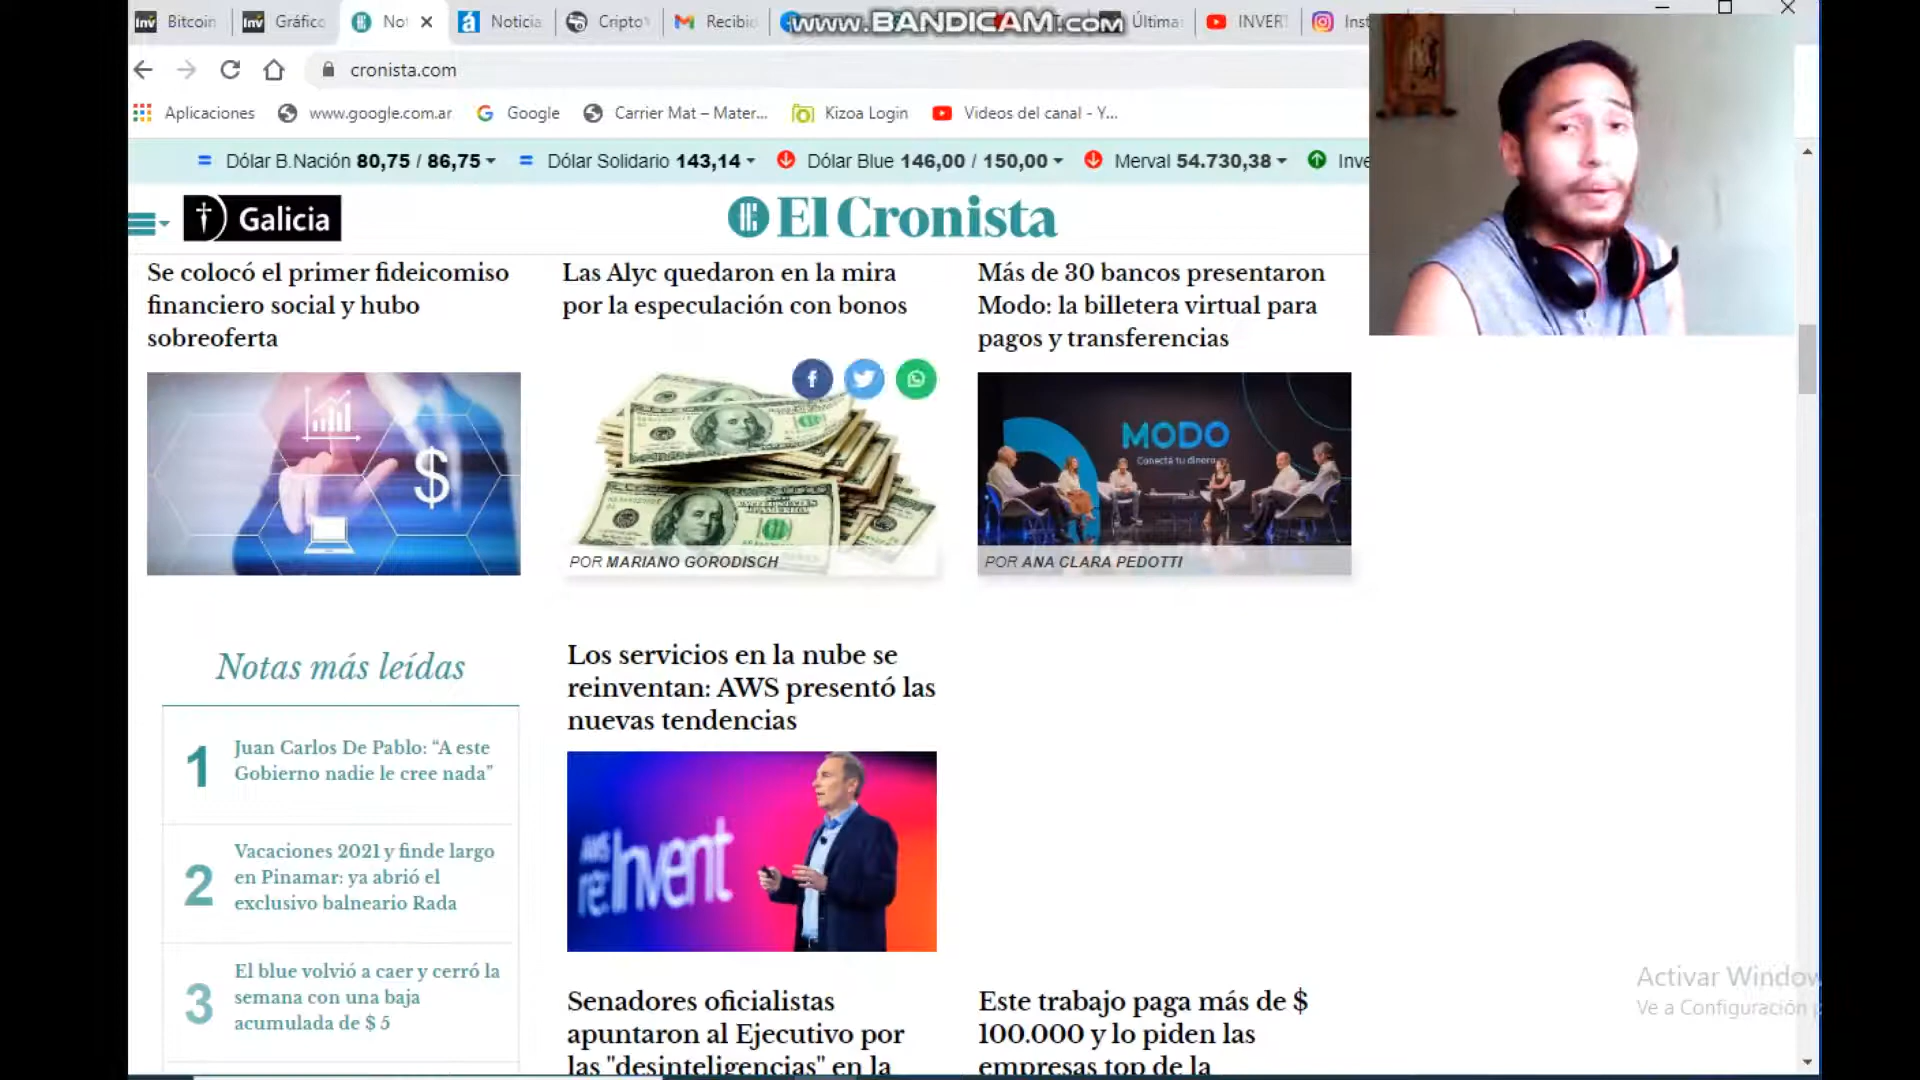 Bitcoin
Gráfico
Not
Noticia
Cripto
Recibid
www.BANDICAM.com
Última
INVER
Inst
cronista.com
Aplicaciones
www.google.com.ar
Google
Carrier Mat – Mater...
Kizoa Login
Videos del canal - Y...
Dólar B.Nación 80,75 / 86,75
Dólar Solidario 143,14
Dólar Blue 146,00 / 150,00
Merval 54.730,38
Inve
Galicia
El Cronista
Se colocó el primer fideicomiso
financiero social y hubo
sobreoferta
Las Alyc quedaron en la mira
por la especulación con bonos
POR MARIANO GORODISCH
Más de 30 bancos presentaron
Modo: la billetera virtual para
pagos y transferencias
MODO
Conectá tu dinero
POR ANA CLARA PEDOTTI
Notas más leídas
1
Juan Carlos De Pablo: “A este
Gobierno nadie le cree nada”
2
Vacaciones 2021 y finde largo
en Pinamar: ya abrió el
exclusivo balneario Rada
3
El blue volvió a caer y cerró la
semana con una baja
acumulada de $ 5
Los servicios en la nube se
reinventan: AWS presentó las
nuevas tendencias
AWS
re:Invent
Senadores oficialistas
apuntaron al Ejecutivo por
las "desinteligencias" en la
Este trabajo paga más de $
100.000 y lo piden las
empresas top de la
Activar Window
Ve a Configuración p